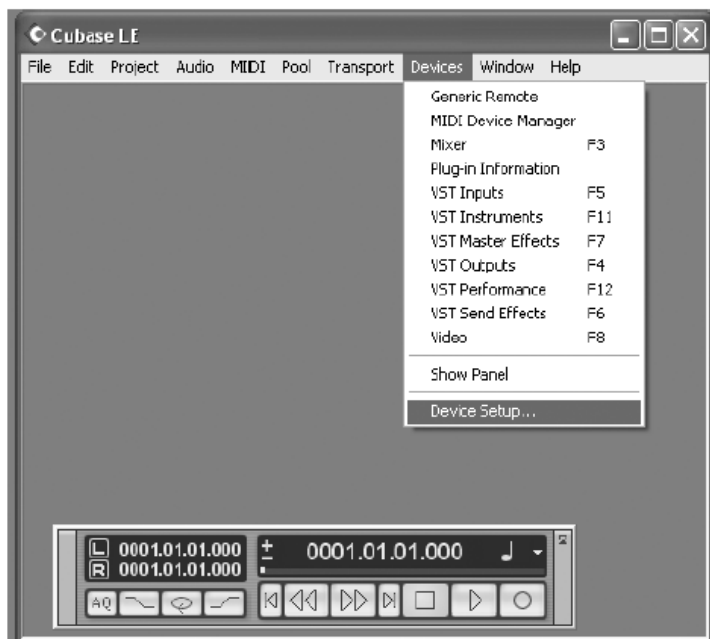 Cubase LE
File Edit Project Audio MIDI Pool Transport Devices Window Help
Generic Remote
MIDI Device Manager
Mixer F3
Plug-in Information
VST Inputs F5
VST Instruments F11
VST Master Effects F7
VST Outputs F4
VST Performance F12
VST Send Effects F6
Video F8
Show Panel
Device Setup...
L 0001.01.01.000
R 0001.01.01.000
0001.01.01.000
AQ